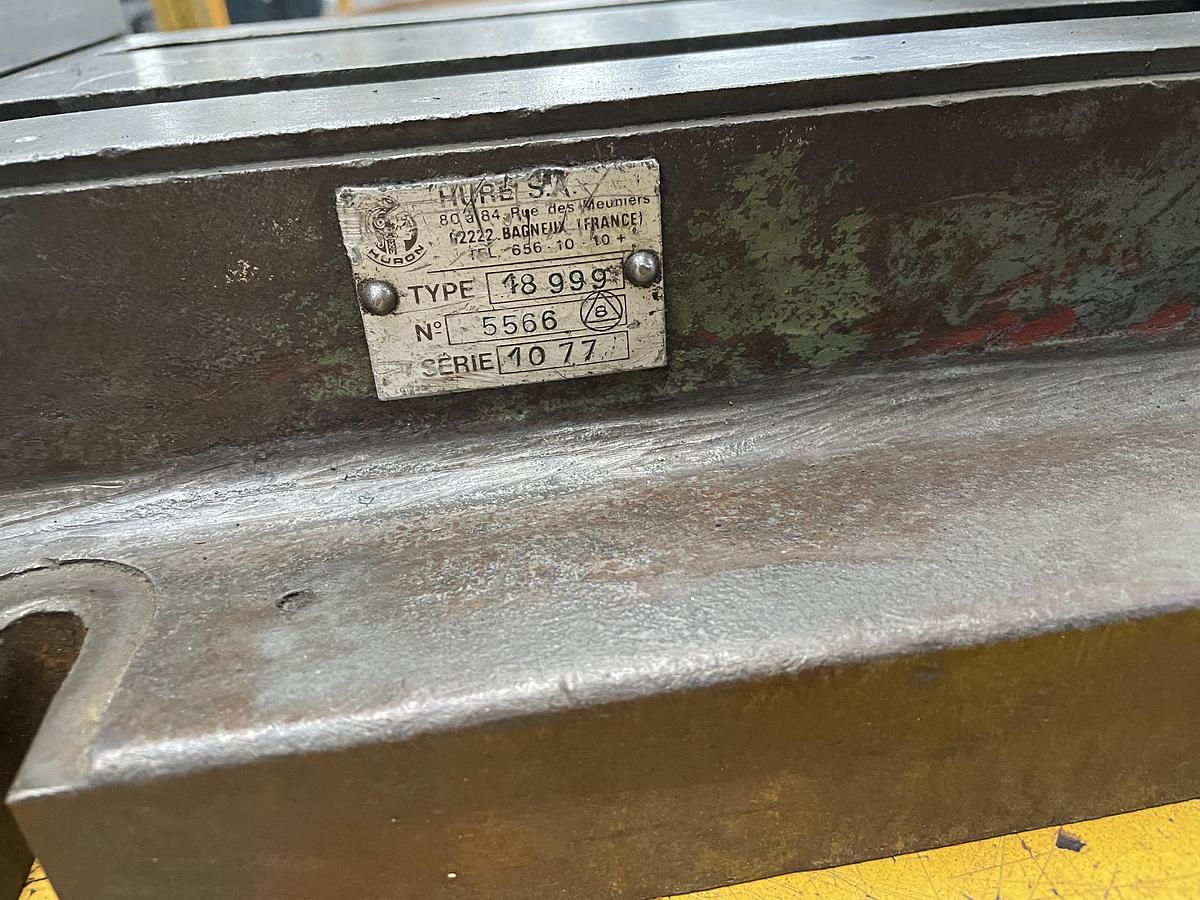 HURÉ S.A.
80 à 84, Rue des Meuniers
92222 BAGNEUX (FRANCE)
TEL. 656 10 10 +
HURON
TYPE 18 999
N° 5566 8
SÉRIE 10 77